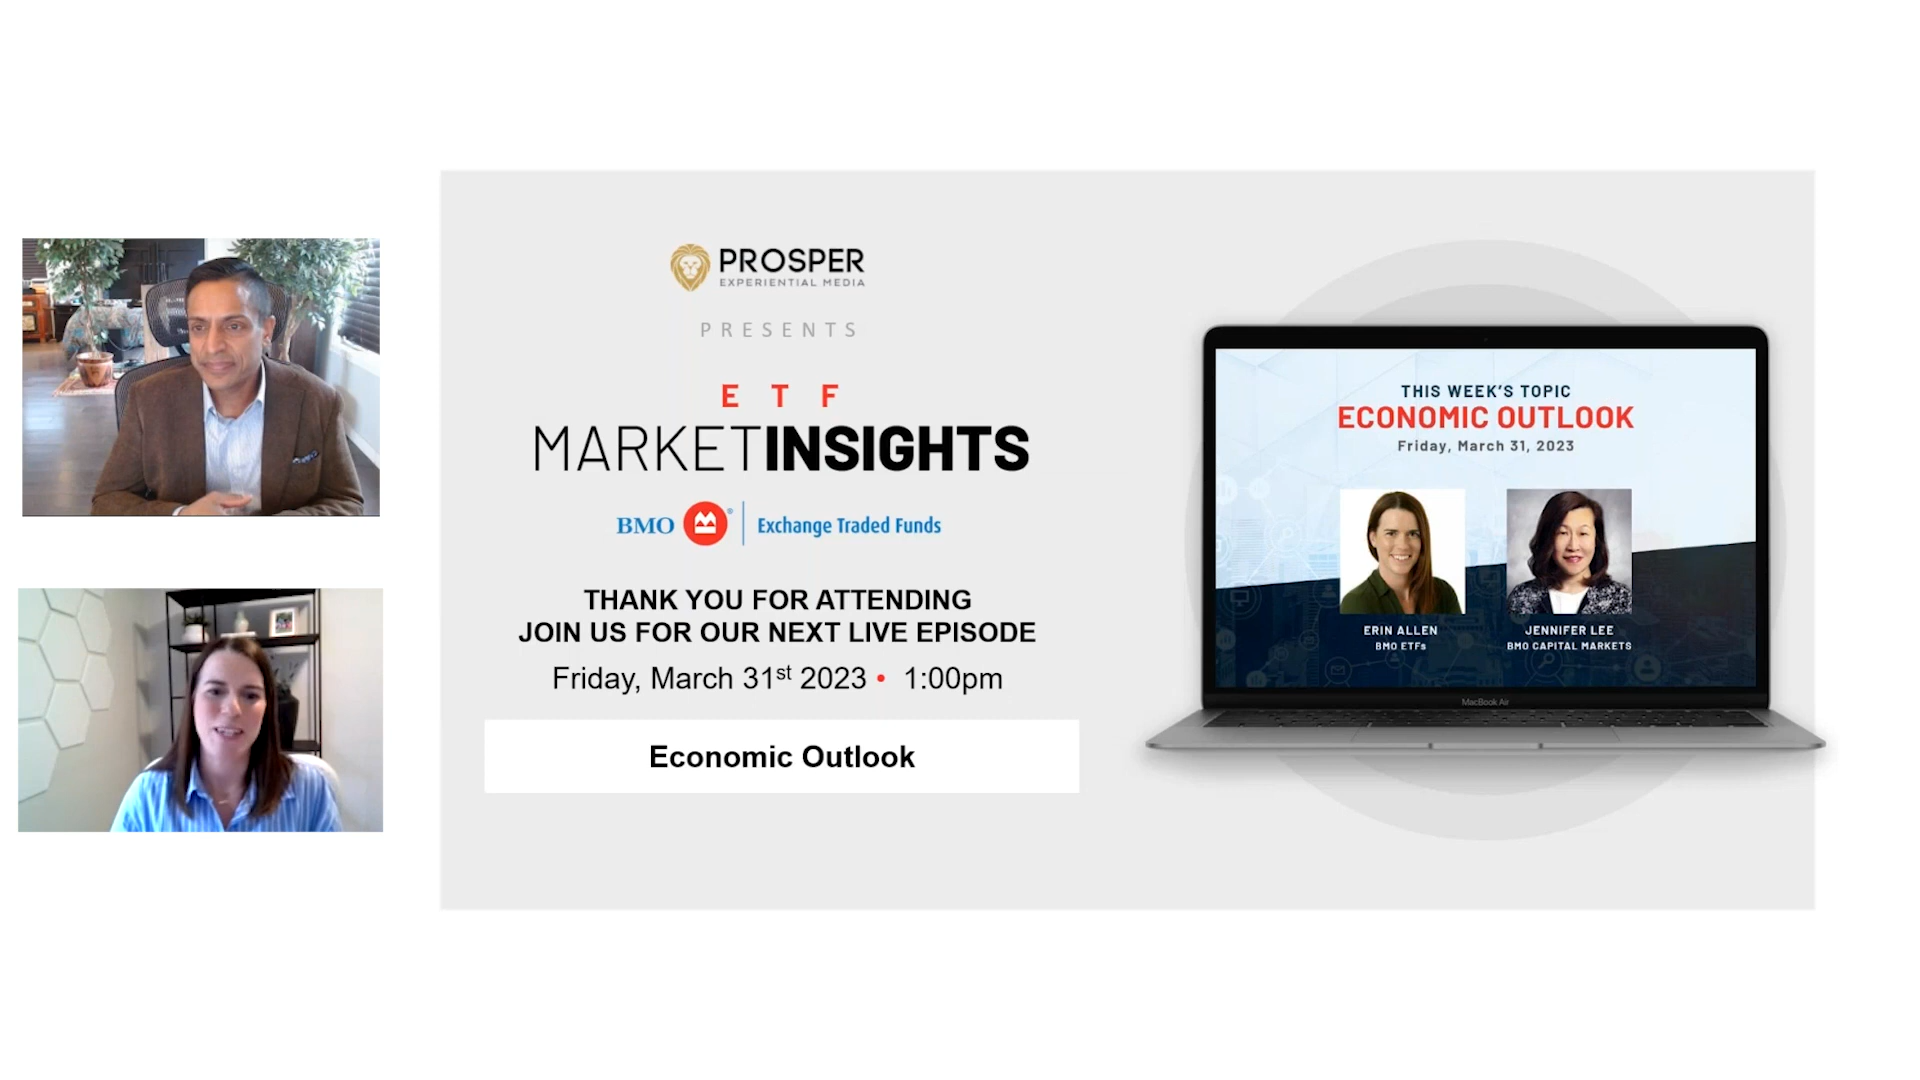 PROSPER
EXPERIENTIAL MEDIA
PRESENTS
ETF
MARKETINSIGHTS
BMO ® Exchange Traded Funds
THANK YOU FOR ATTENDING
JOIN US FOR OUR NEXT LIVE EPISODE
Friday, March 31st 2023 • 1:00pm
Economic Outlook
THIS WEEK'S TOPIC
ECONOMIC OUTLOOK
Friday, March 31, 2023
ERIN ALLEN
BMO ETFs
JENNIFER LEE
BMO CAPITAL MARKETS
MacBook Air